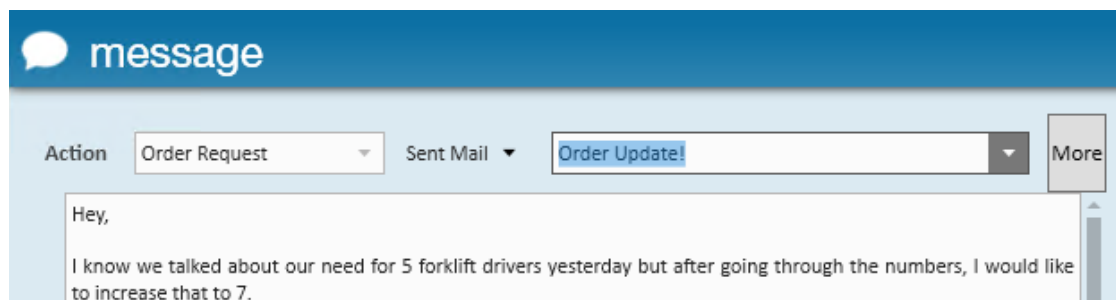 message
Action Order Request Sent Mail Order Update! More
Hey,
I know we talked about our need for 5 forklift drivers yesterday but after going through the numbers, I would like
to increase that to 7.